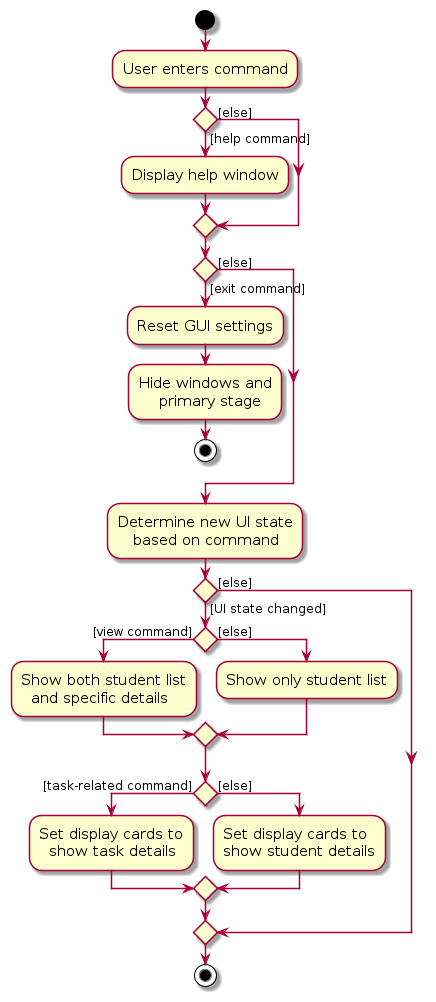 User enters command
[else]
[help command]
Display help window
[else]
[exit command]
Reset GUI settings
Hide windows and
primary stage
Determine new UI state
based on command
[else]
[UI state changed]
[view command]
[else]
Show both student list
and specific details
Show only student list
[task-related command]
[else]
Set display cards to
show task details
Set display cards to
show student details